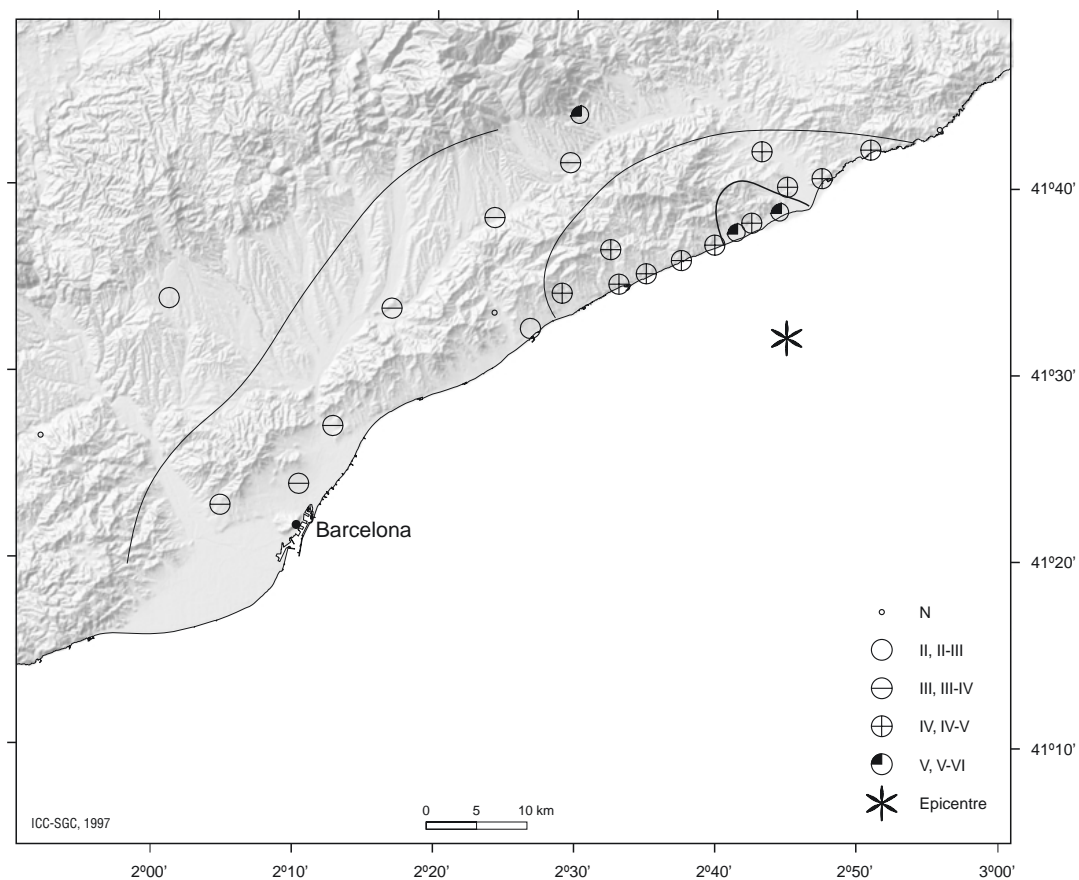 41º40'
41º30'
Barcelona
41º20'
N
II, II-III
III, III-IV
IV, IV-V
41º10'
V, V-VI
Epicentre
0 5 10 km
ICC-SGC, 1997
2º00' 2º10' 2º20' 2º30' 2º40' 2º50' 3º00'